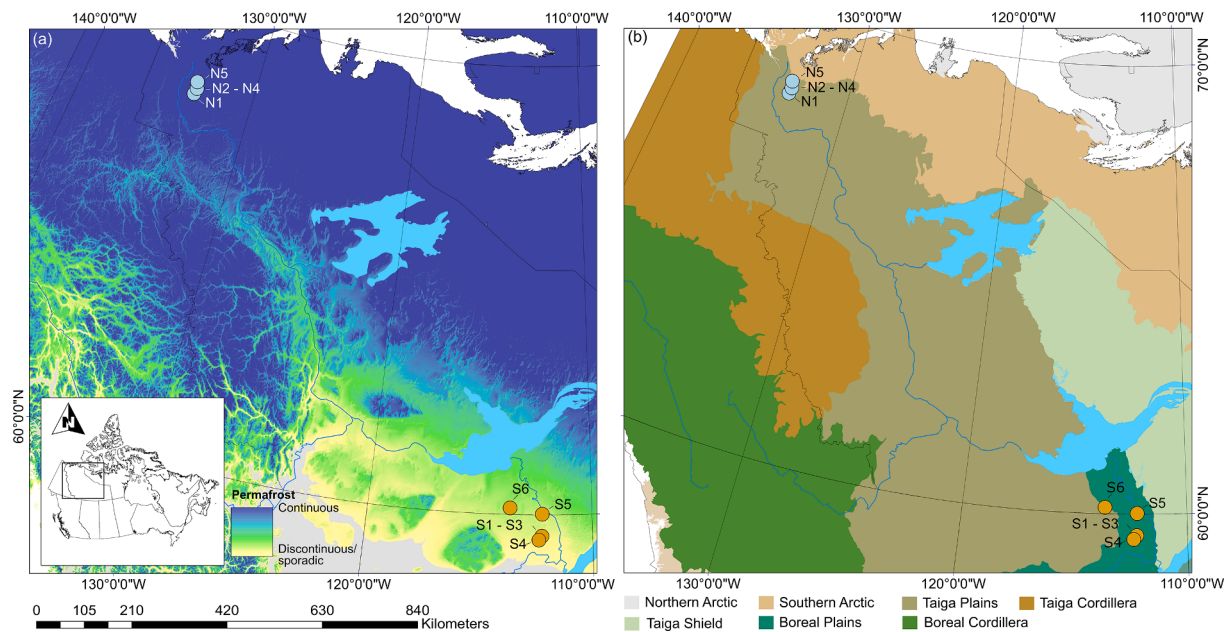 140°0'0"W 130°0'0"W 120°0'0"W 110°0'0"W
(a)
N5
N2 - N4
N1
60°0'0"N
N
S6
S5
S1 - S3
S4
Permafrost
Continuous
Discontinuous/
sporadic
130°0'0"W 120°0'0"W 110°0'0"W
0 105 210 420 630 840
Kilometers
140°0'0"W 130°0'0"W 120°0'0"W 110°0'0"W
(b)
N5
N2 - N4
N1
70°0'0"N
S6
S5
S1 - S3
S4
60°0'0"N
130°0'0"W 120°0'0"W 110°0'0"W
Northern Arctic Southern Arctic Taiga Plains Taiga Cordillera
Taiga Shield Boreal Plains Boreal Cordillera